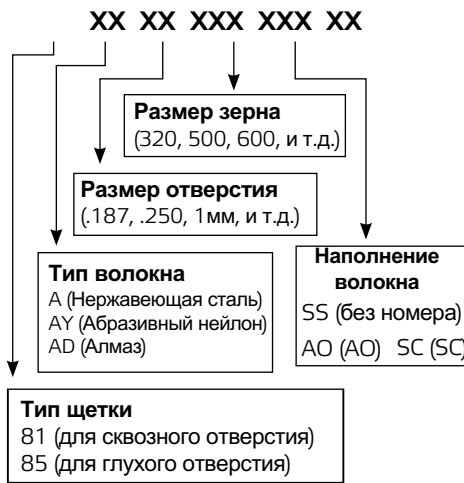 XX XX XXX XXX XX
Размер зерна
(320, 500, 600, и т.д.)
Размер отверстия
(.187, .250, 1мм, и т.д.)
Тип волокна
A (Нержавеющая сталь)
AY (Абразивный нейлон)
AD (Алмаз)
Наполнение
волокна
SS (без номера)
AO (AO) SC (SC)
Тип щетки
81 (для сквозного отверстия)
85 (для глухого отверстия)